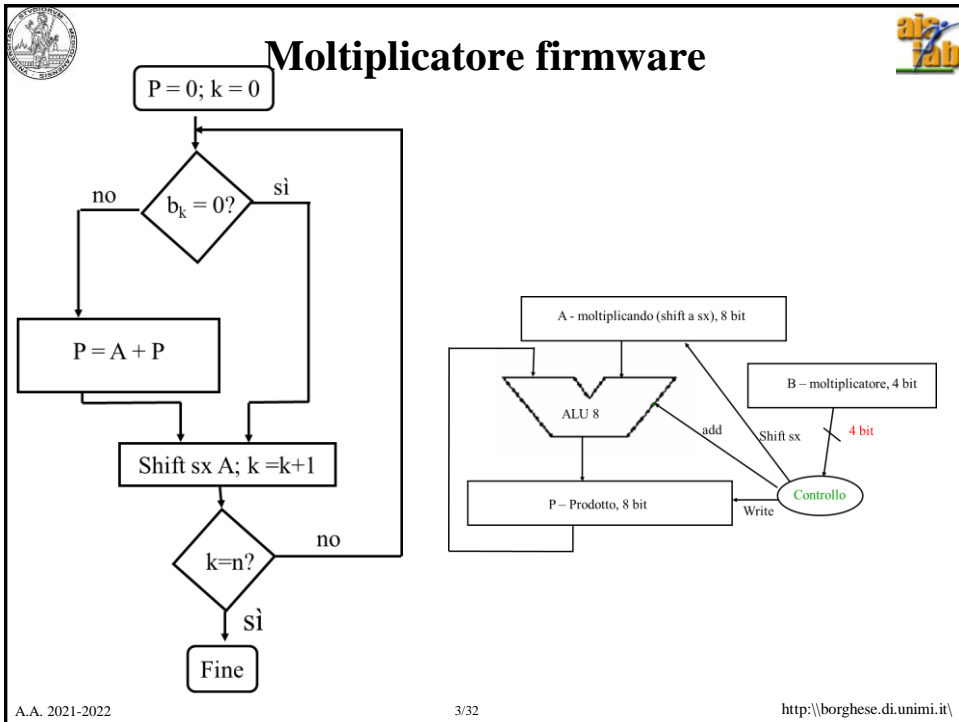 Moltiplicatore firmware
P = 0; k = 0
no
b_k = 0?
sì
P = A + P
Shift sx A; k =k+1
k=n?
no
sì
Fine
A - moltiplicando (shift a sx), 8 bit
B – moltiplicatore, 4 bit
ALU 8
add
Shift sx
4 bit
Controllo
P – Prodotto, 8 bit
Write
A.A. 2021-2022
3/32
http:\\borghese.di.unimi.it\